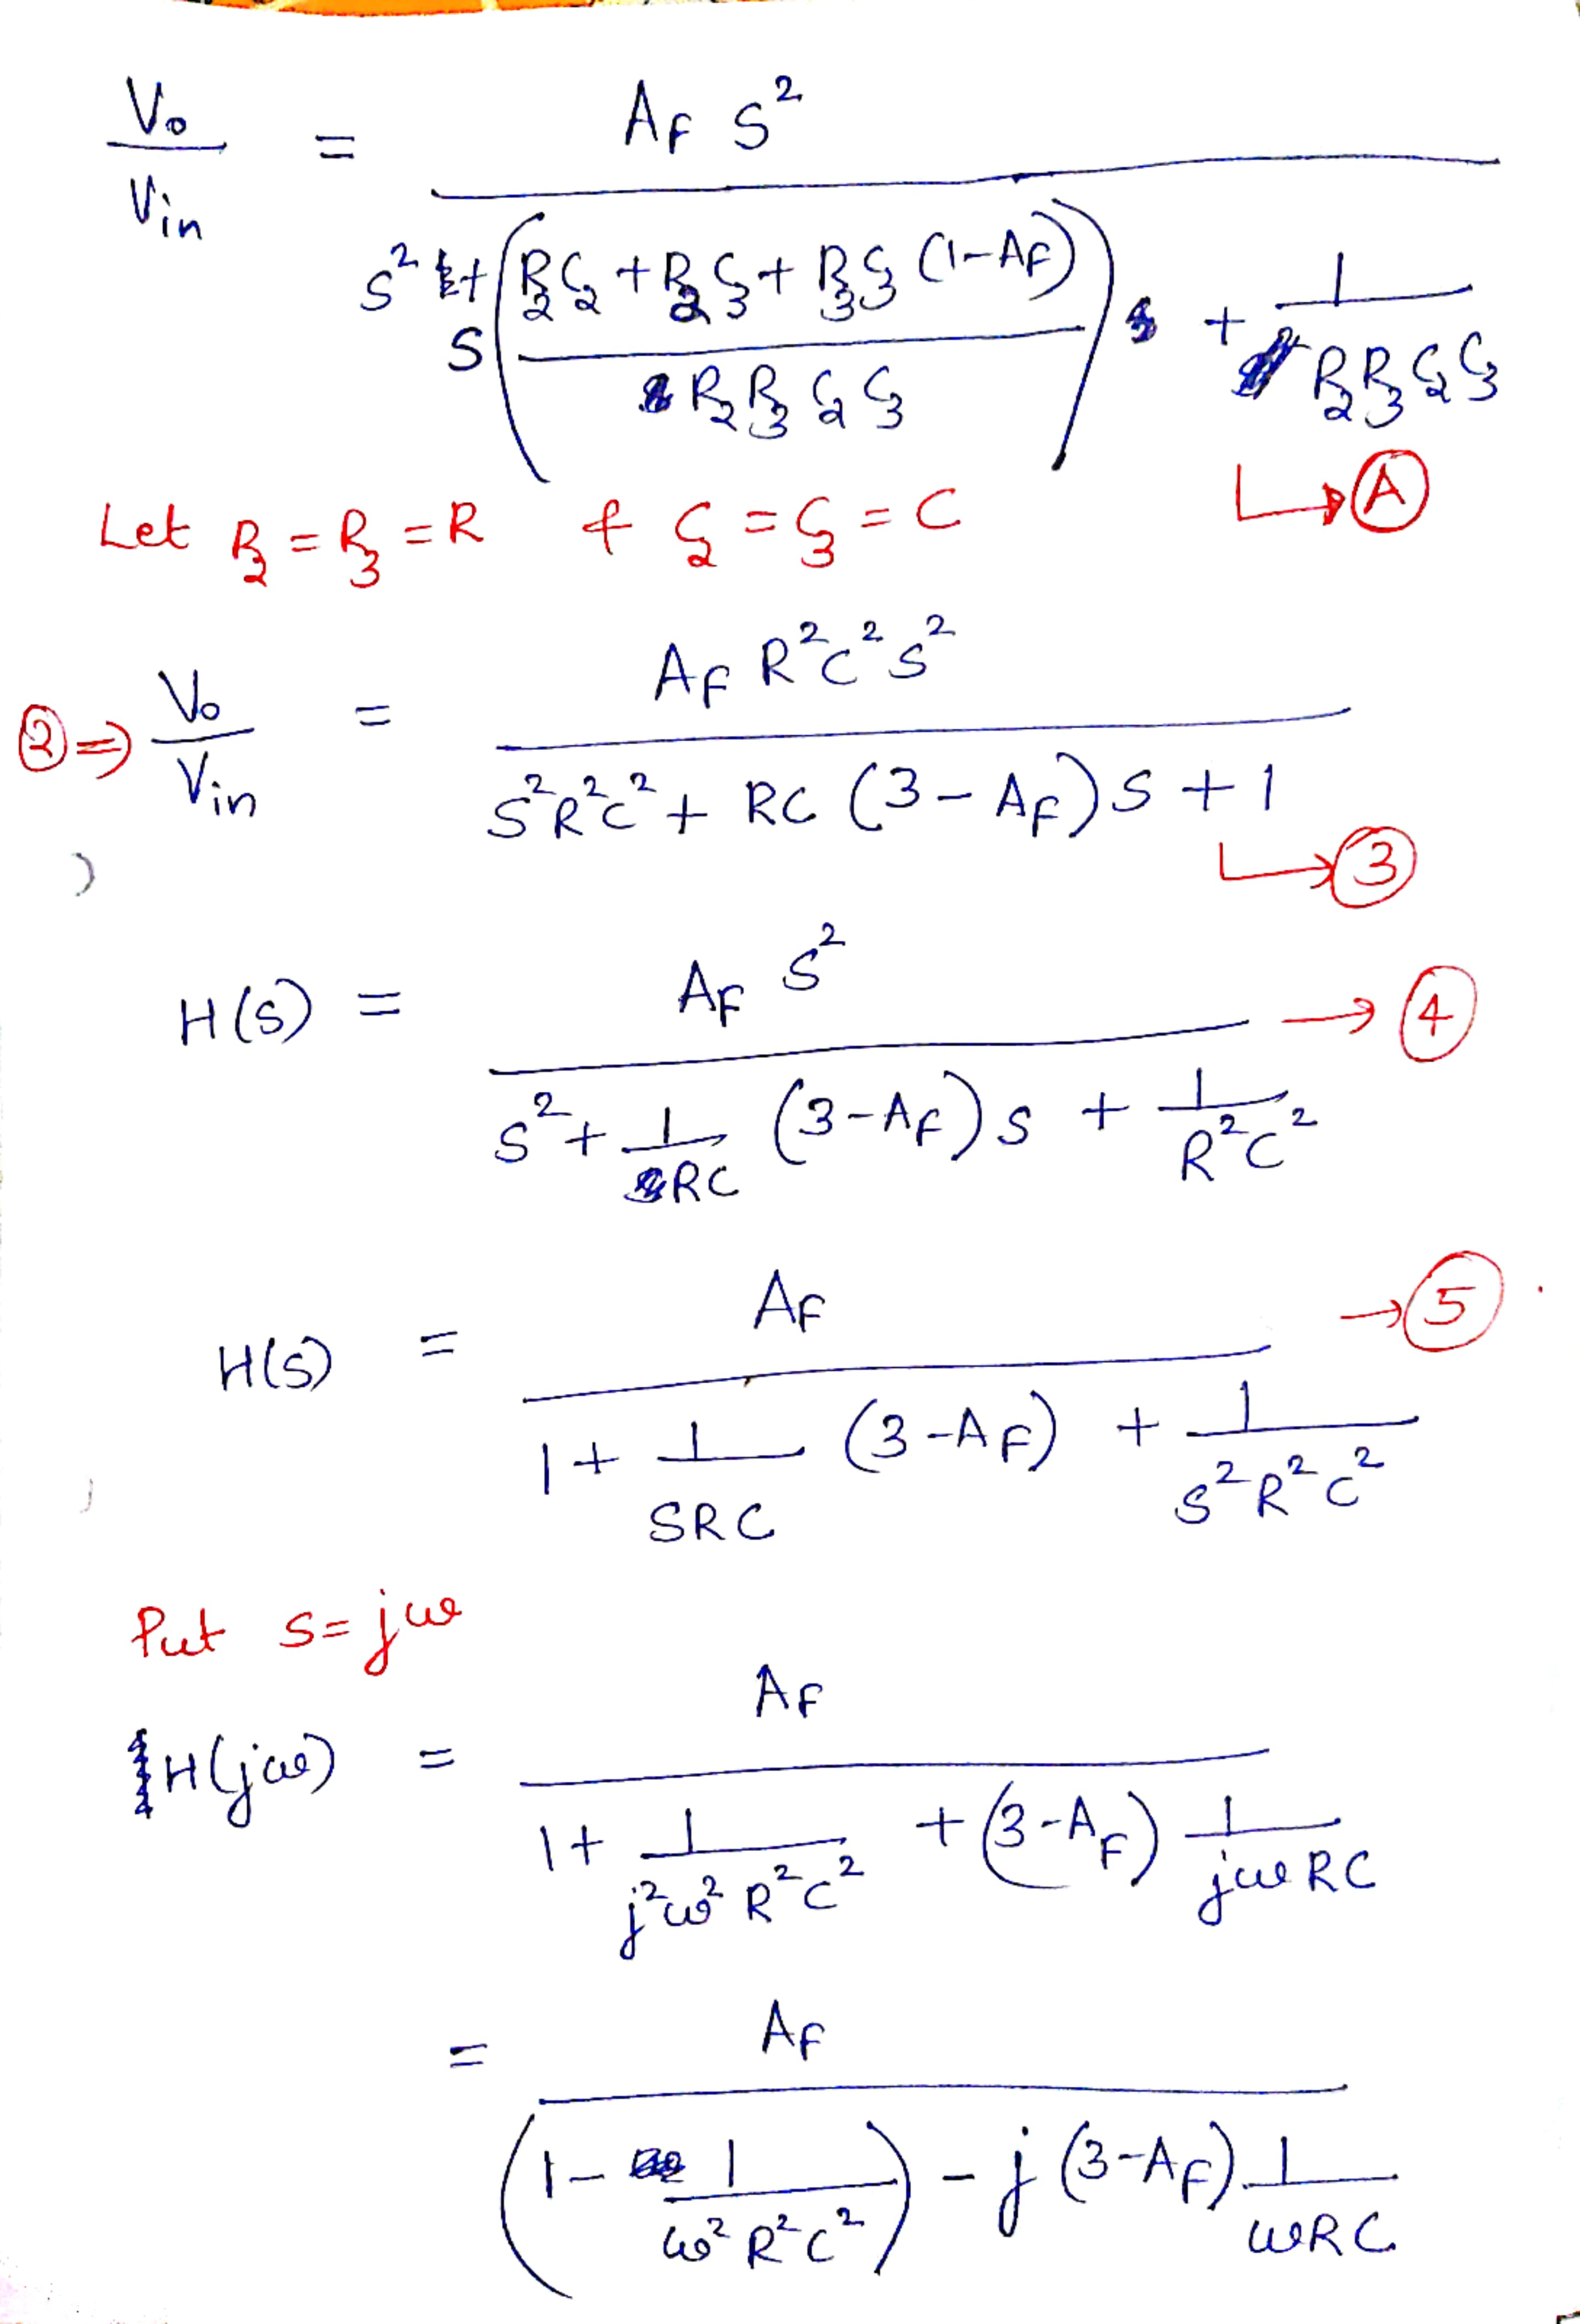 V₀/Vin = AF S² / (S² + S((R₂C₂ + R₂C₃ + R₃C₃(1-AF)) / (R₂R₃C₂C₃)) + 1/(R₂R₃C₂C₃))
→ Ⓐ
Let R₂ = R₃ = R & C₂ = C₃ = C
② ⇒ V₀/Vin = AF R²C²S² / (S²R²C² + RC(3-AF)S + 1)
→ ③
H(S) = AF S² / (S² + 1/RC (3-AF)S + 1/R²C²) → ④
H(S) = AF / (1 + 1/SRC (3-AF) + 1/S²R²C²) → ⑤
Put S = jω
H(jω) = AF / (1 + 1/j²ω²R²C² + (3-AF) 1/jωRC)
= AF / ((1 - 1/ω²R²C²) - j(3-AF) 1/ωRC)